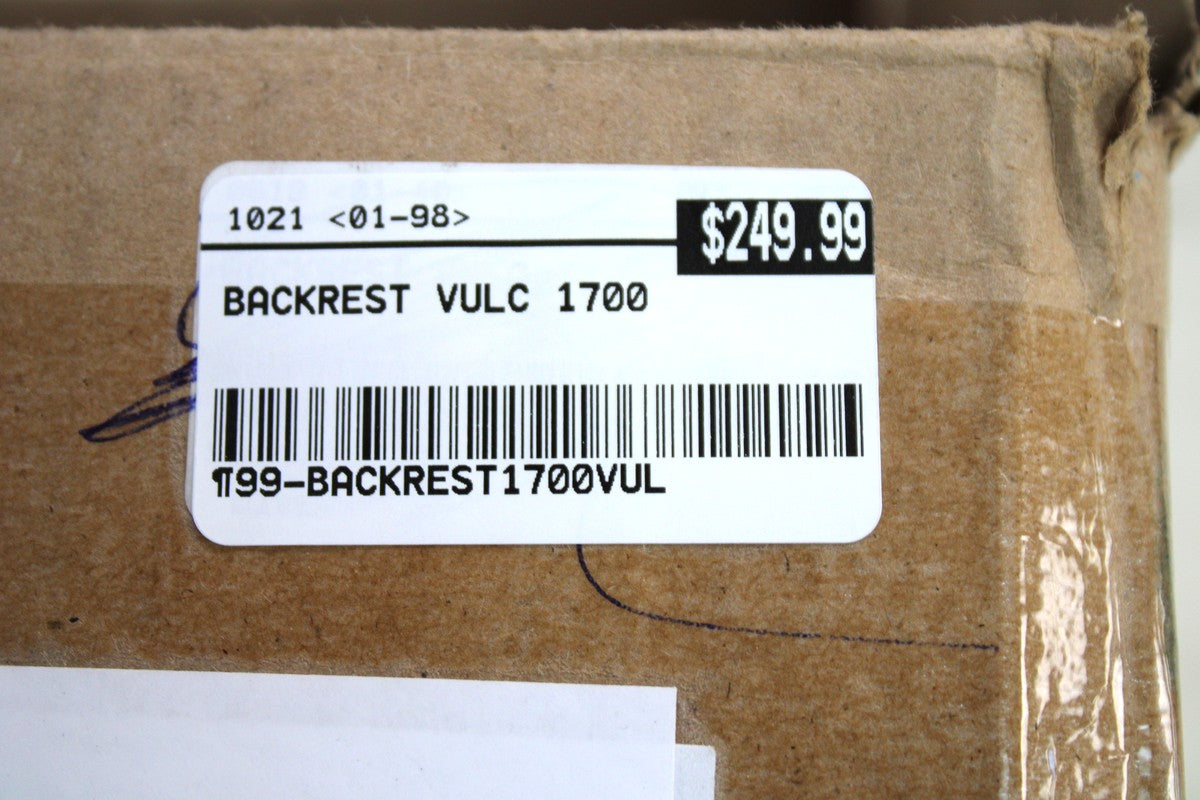 1021 <01-98>
$249.99
BACKREST VULC 1700
¶99-BACKREST1700VUL